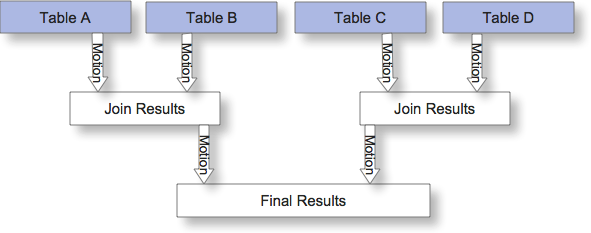 Table A
Table B
Table C
Table D
Motion
Motion
Motion
Motion
Join Results
Join Results
Motion
Motion
Final Results